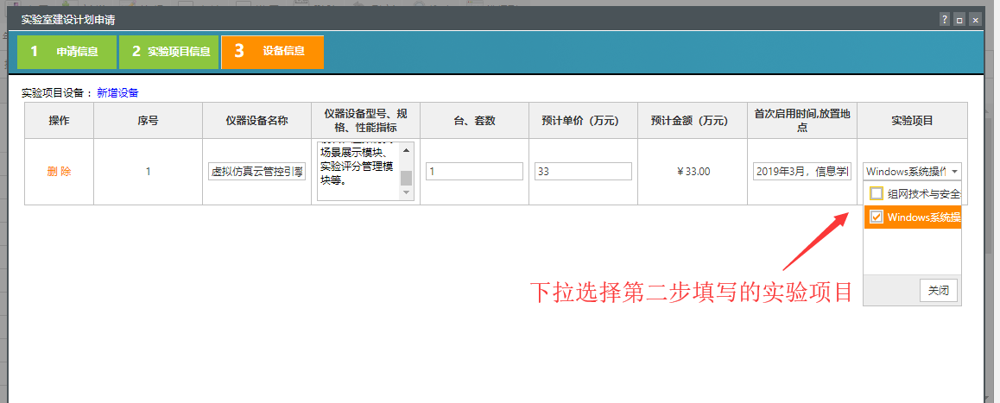 实验室建设计划申请
1 申请信息
2 实验项目信息
3 设备信息
实验项目设备： 新增设备
操作
序号
仪器设备名称
仪器设备型号、规
格、性能指标
台、套数
预计单价（万元）
预计金额（万元）
首次启用时间,放置地
点
实验项目
删 除
1
虚拟仿真云管控引擎
场景展示模块、
实验评分管理模
块等。
1
33
￥33.00
2019年3月，信息学
Windows系统操作
组网技术与安全
Windows系统操
关闭
下拉选择第二步填写的实验项目